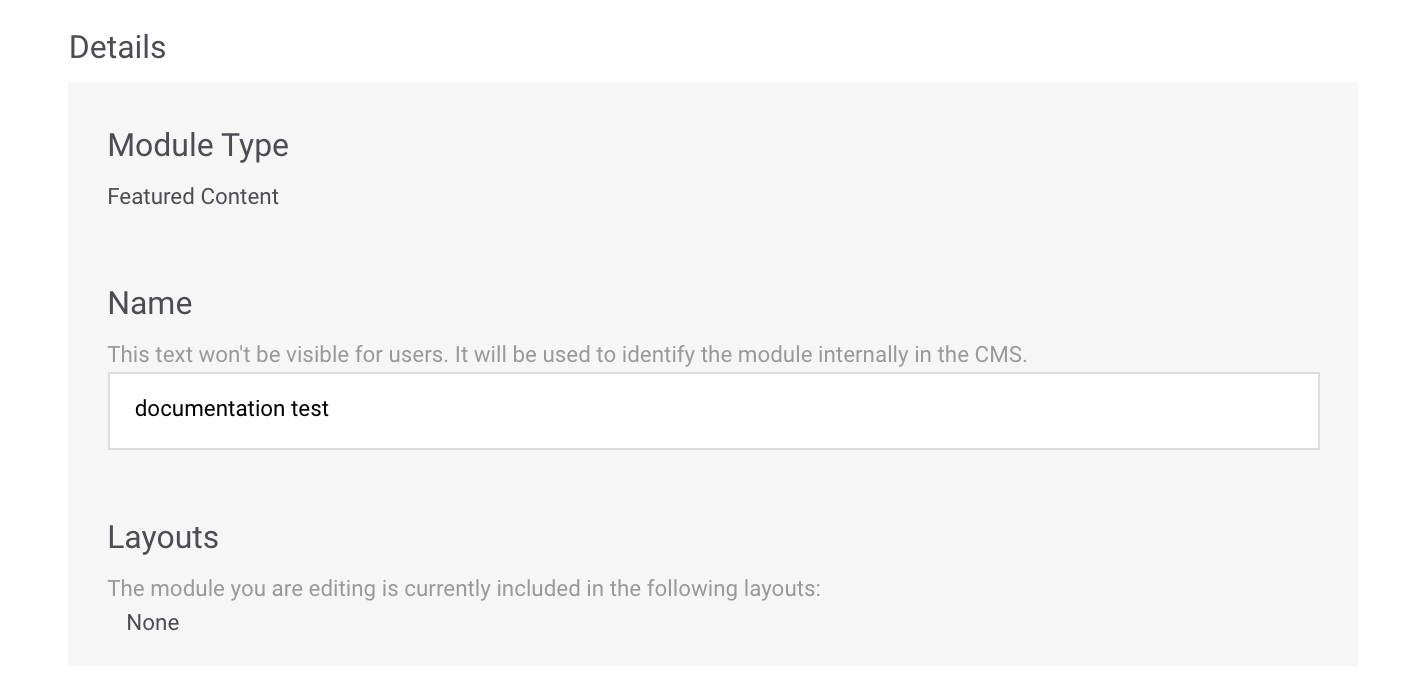 Details
Module Type
Featured Content
Name
This text won't be visible for users. It will be used to identify the module internally in the CMS.
documentation test
Layouts
The module you are editing is currently included in the following layouts:
None